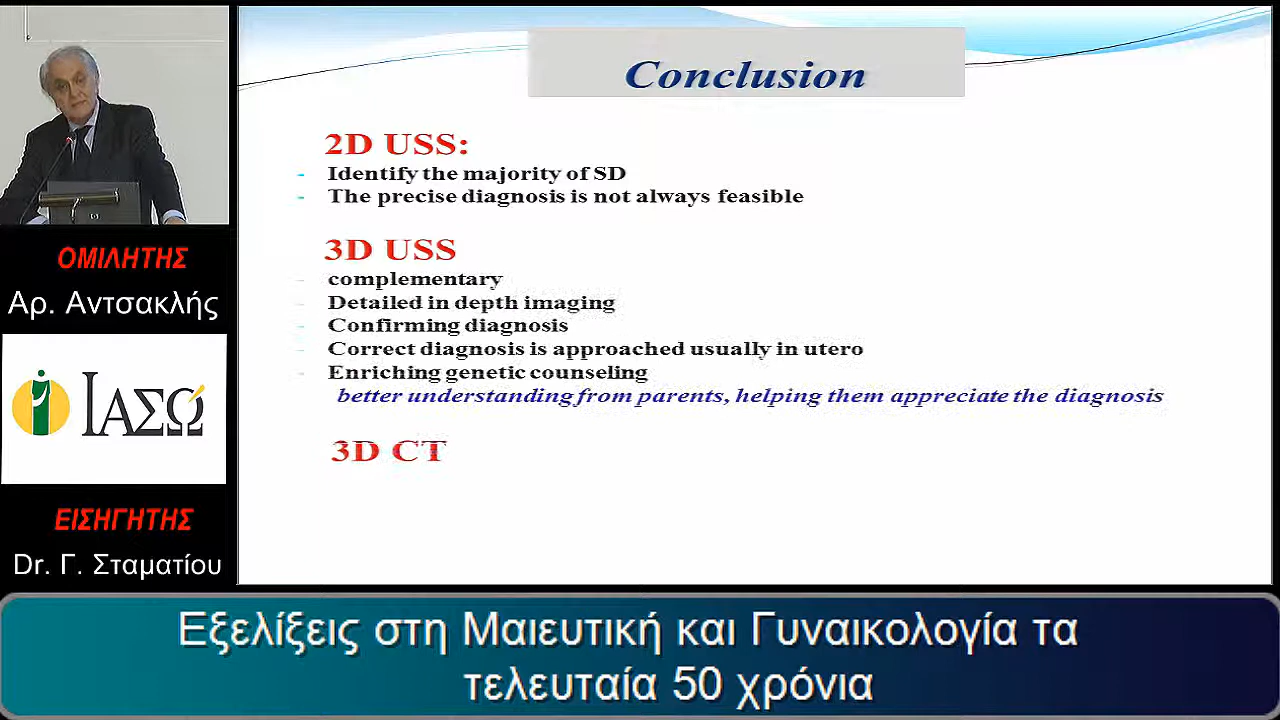 Conclusion
2D USS:
- Identify the majority of SD
- The precise diagnosis is not always feasible
3D USS
- complementary
- Detailed in depth imaging
- Confirming diagnosis
- Correct diagnosis is approached usually in utero
- Enriching genetic counseling
better understanding from parents, helping them appreciate the diagnosis
3D CT
ΟΜΙΛΗΤΗΣ
Αρ. Αντσακλής
ΙΑΣΩ
ΕΙΣΗΓΗΤΗΣ
Dr. Γ. Σταματίου
Εξελίξεις στη Μαιευτική και Γυναικολογία τα
τελευταία 50 χρόνια